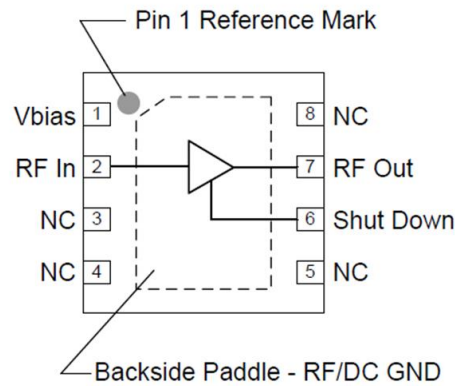 Pin 1 Reference Mark
Vbias 1
8 NC
RF In 2
7 RF Out
NC 3
6 Shut Down
NC 4
5 NC
Backside Paddle - RF/DC GND